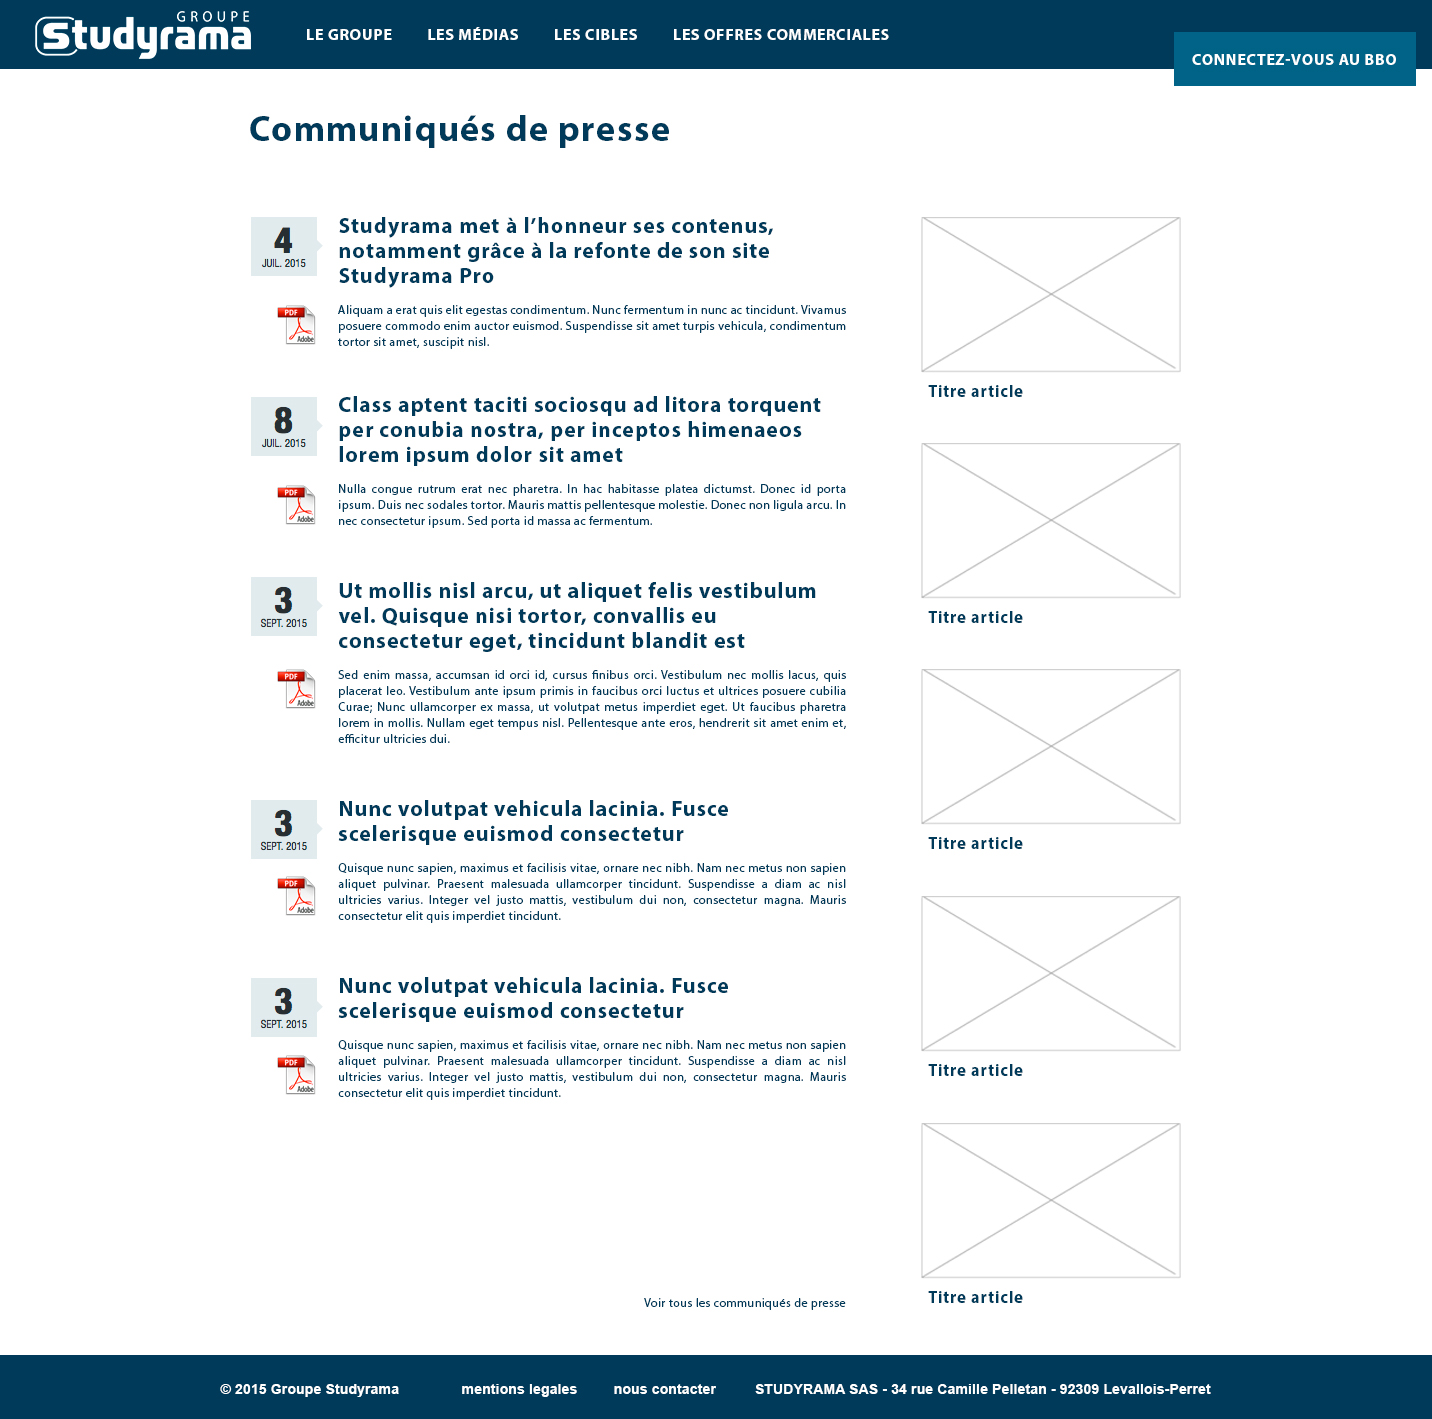 GROUPE
Studyrama
LE GROUPE
LES MÉDIAS
LES CIBLES
LES OFFRES COMMERCIALES
CONNECTEZ-VOUS AU BBO
Communiqués de presse
4
JUIL. 2015
Studyrama met à l’honneur ses contenus,
notamment grâce à la refonte de son site
Studyrama Pro
PDF
Adobe
Aliquam a erat quis elit egestas condimentum. Nunc fermentum in nunc ac tincidunt. Vivamus
posuere commodo enim auctor euismod. Suspendisse sit amet turpis vehicula, condimentum
tortor sit amet, suscipit nisl.
8
JUIL. 2015
Class aptent taciti sociosqu ad litora torquent
per conubia nostra, per inceptos himenaeos
lorem ipsum dolor sit amet
PDF
Adobe
Nulla congue rutrum erat nec pharetra. In hac habitasse platea dictumst. Donec id porta
ipsum. Duis nec sodales tortor. Mauris mattis pellentesque molestie. Donec non ligula arcu. In
nec consectetur ipsum. Sed porta id massa ac fermentum.
3
SEPT. 2015
Ut mollis nisl arcu, ut aliquet felis vestibulum
vel. Quisque nisi tortor, convallis eu
consectetur eget, tincidunt blandit est
PDF
Adobe
Sed enim massa, accumsan id orci id, cursus finibus orci. Vestibulum nec mollis lacus, quis
placerat leo. Vestibulum ante ipsum primis in faucibus orci luctus et ultrices posuere cubilia
Curae; Nunc ullamcorper ex massa, ut volutpat metus imperdiet eget. Ut faucibus pharetra
lorem in mollis. Nullam eget tempus nisl. Pellentesque ante eros, hendrerit sit amet enim et,
efficitur ultricies dui.
3
SEPT. 2015
Nunc volutpat vehicula lacinia. Fusce
scelerisque euismod consectetur
PDF
Adobe
Quisque nunc sapien, maximus et facilisis vitae, ornare nec nibh. Nam nec metus non sapien
aliquet pulvinar. Praesent malesuada ullamcorper tincidunt. Suspendisse a diam ac nisl
ultricies varius. Integer vel justo mattis, vestibulum dui non, consectetur magna. Mauris
consectetur elit quis imperdiet tincidunt.
3
SEPT. 2015
Nunc volutpat vehicula lacinia. Fusce
scelerisque euismod consectetur
PDF
Adobe
Quisque nunc sapien, maximus et facilisis vitae, ornare nec nibh. Nam nec metus non sapien
aliquet pulvinar. Praesent malesuada ullamcorper tincidunt. Suspendisse a diam ac nisl
ultricies varius. Integer vel justo mattis, vestibulum dui non, consectetur magna. Mauris
consectetur elit quis imperdiet tincidunt.
Voir tous les communiqués de presse
Titre article
Titre article
Titre article
Titre article
Titre article
© 2015 Groupe Studyrama
mentions legales
nous contacter
STUDYRAMA SAS - 34 rue Camille Pelletan - 92309 Levallois-Perret